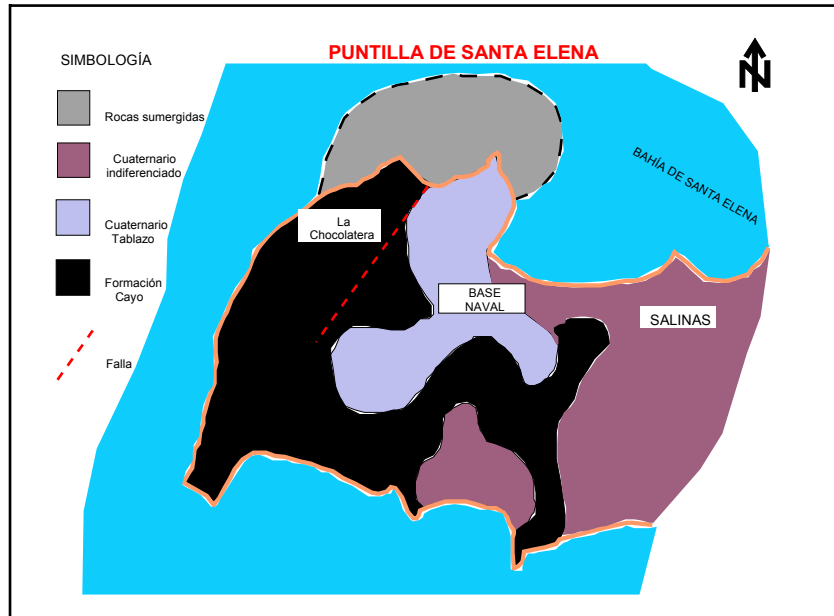 PUNTILLA DE SANTA ELENA
SIMBOLOGÍA
N
Rocas sumergidas
Cuaternario
indiferenciado
Cuaternario
Tablazo
Formación
Cayo
Falla
BAHÍA DE SANTA ELENA
La
Chocolatera
BASE
NAVAL
SALINAS